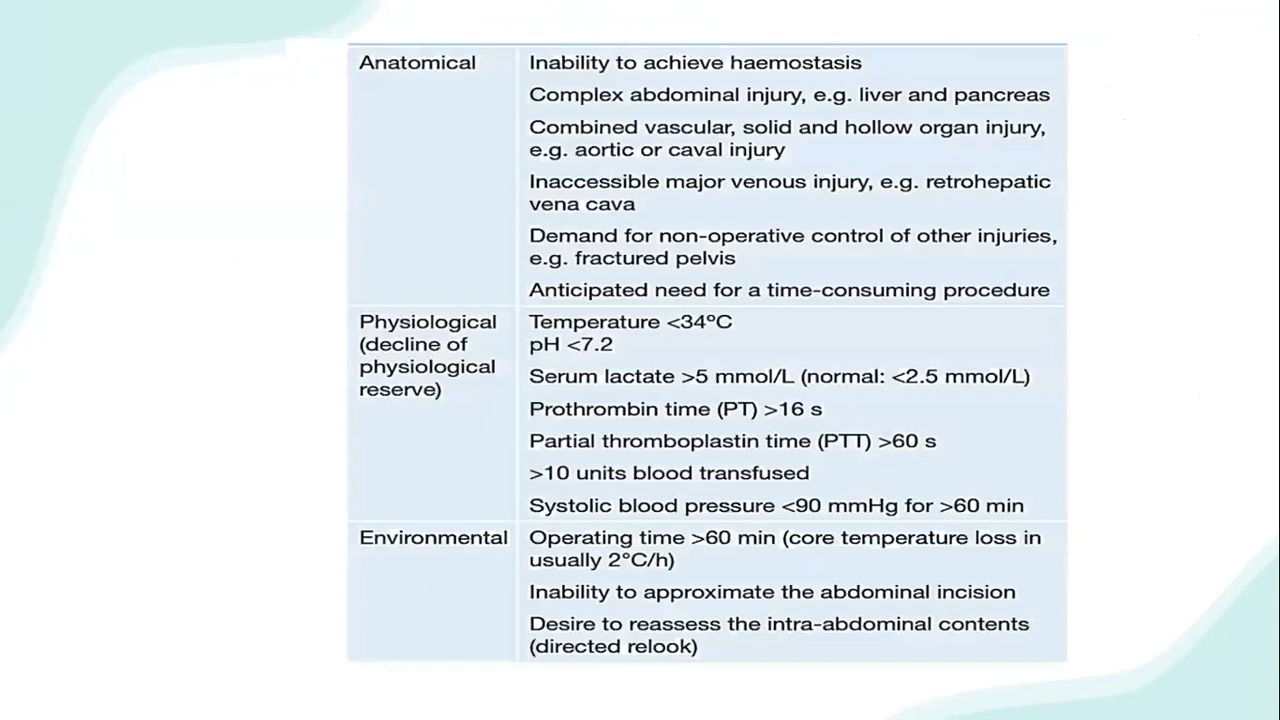 Anatomical
Inability to achieve haemostasis
Complex abdominal injury, e.g. liver and pancreas
Combined vascular, solid and hollow organ injury,
e.g. aortic or caval injury
Inaccessible major venous injury, e.g. retrohepatic
vena cava
Demand for non-operative control of other injuries,
e.g. fractured pelvis
Anticipated need for a time-consuming procedure
Physiological
(decline of
physiological
reserve)
Temperature <34°C
pH <7.2
Serum lactate >5 mmol/L (normal: <2.5 mmol/L)
Prothrombin time (PT) >16 s
Partial thromboplastin time (PTT) >60 s
>10 units blood transfused
Systolic blood pressure <90 mmHg for >60 min
Environmental
Operating time >60 min (core temperature loss in
usually 2°C/h)
Inability to approximate the abdominal incision
Desire to reassess the intra-abdominal contents
(directed relook)